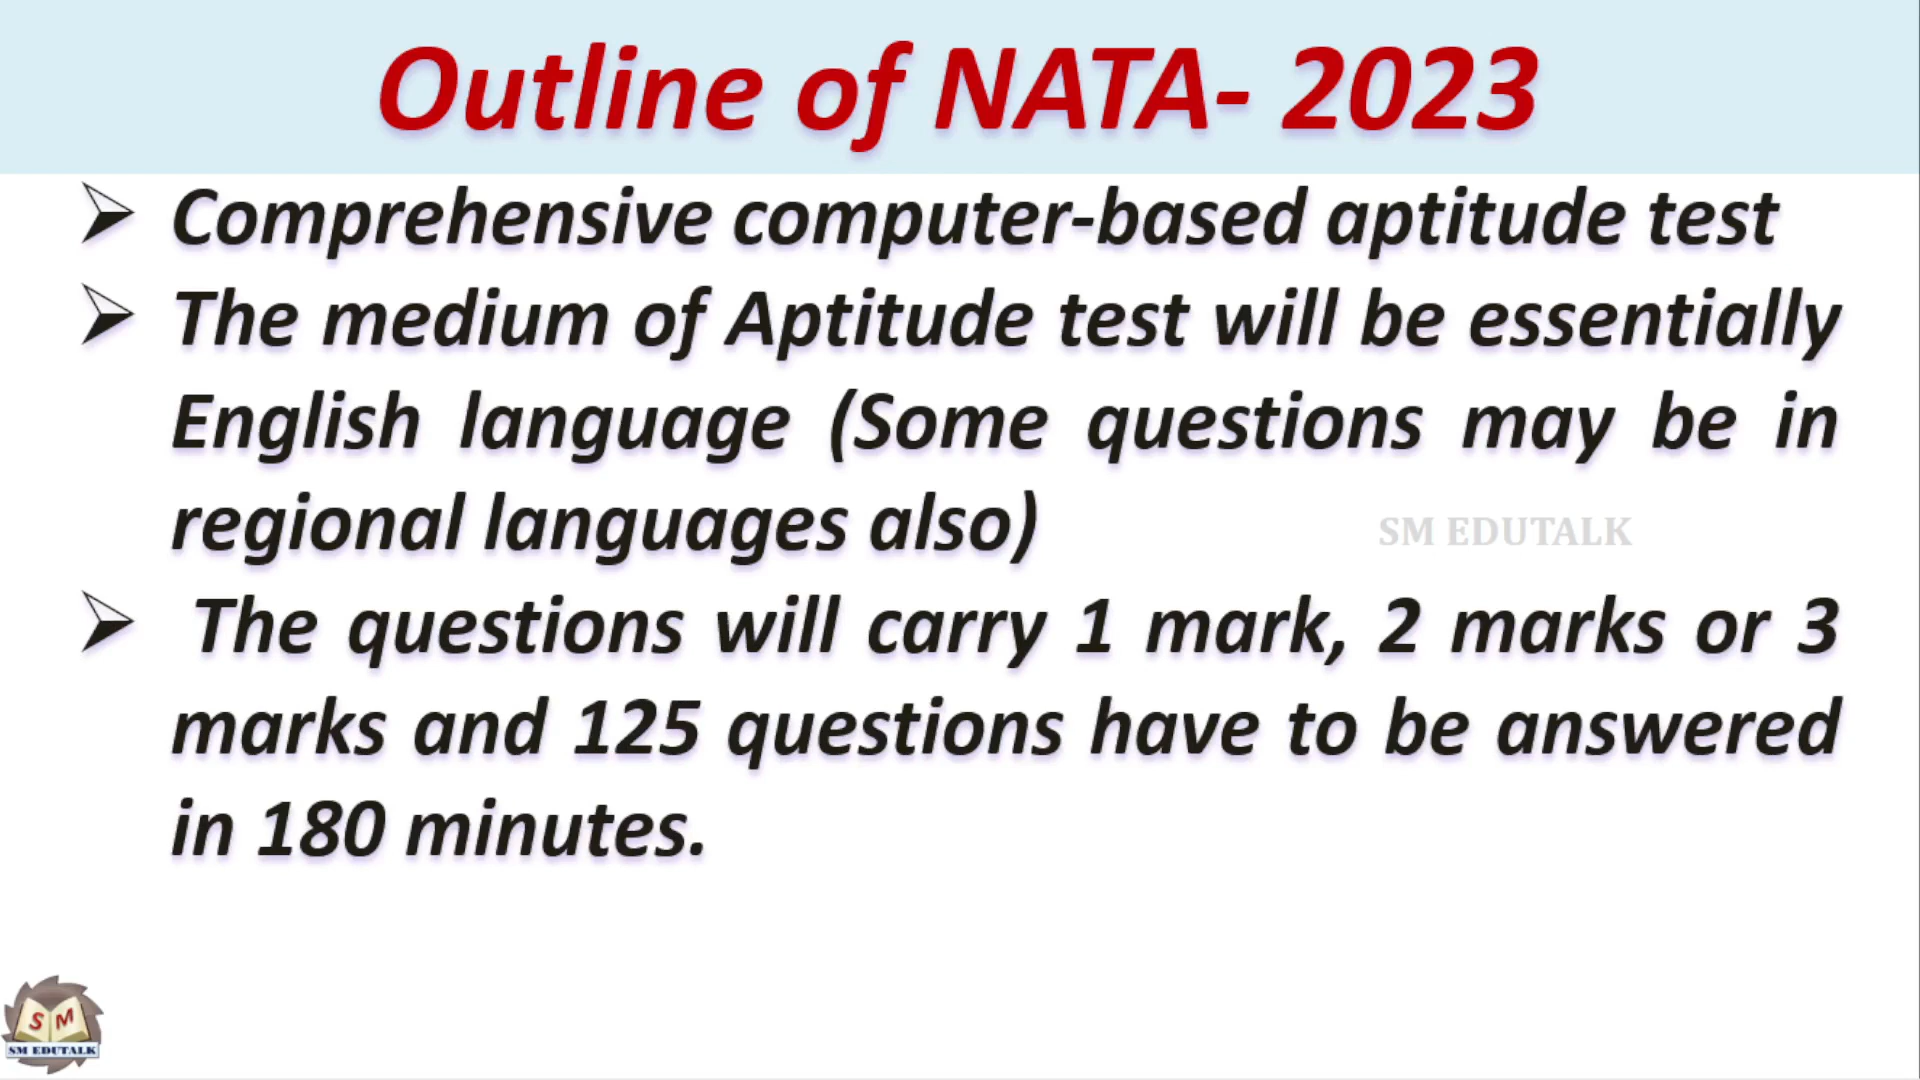 Outline of NATA- 2023
Comprehensive computer-based aptitude test
The medium of Aptitude test will be essentially
English language (Some questions may be in
regional languages also)
SM EDUTALK
The questions will carry 1 mark, 2 marks or 3
marks and 125 questions have to be answered
in 180 minutes.
S M
SM EDUTALK